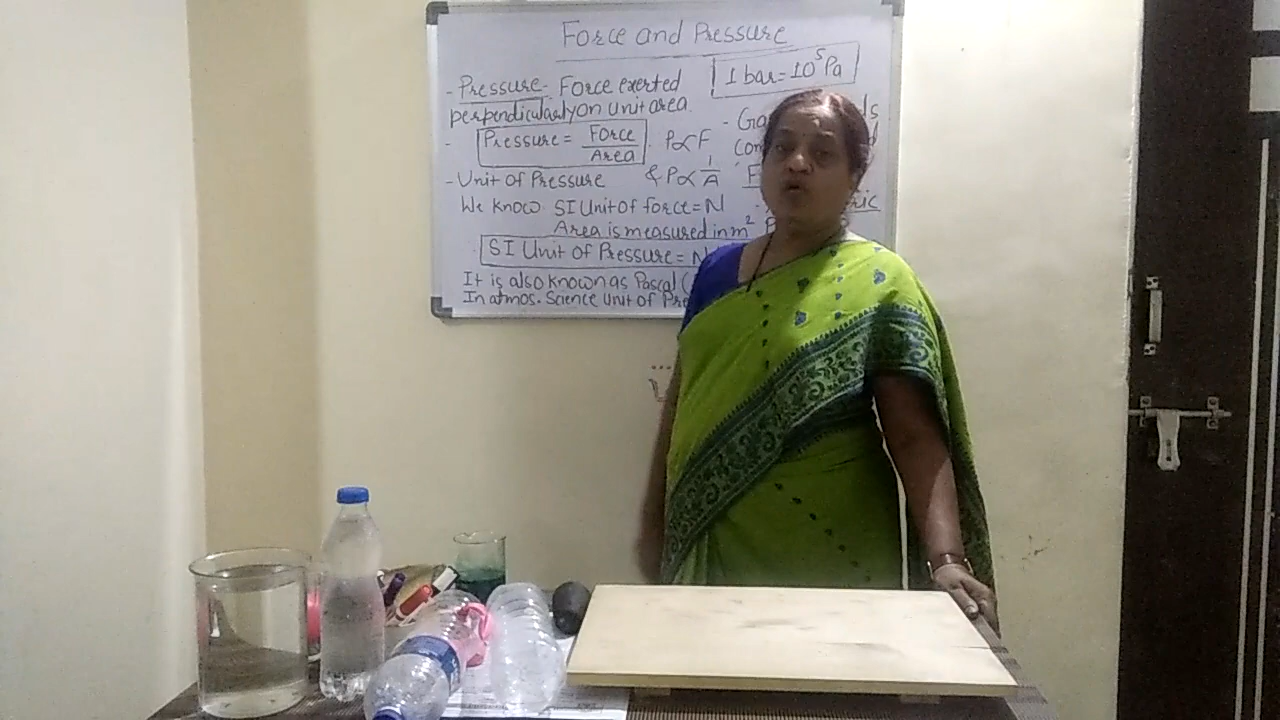 Force and Pressure
- Pressure - Force exerted
perpendicularly on unit area.
- Pressure = Force / Area P∝F
& P∝ 1/A
- Unit of Pressure
We know SI Unit of force = N
Area is measured in m²
SI Unit of Pressure = N
It is also known as Pascal (
In atmos. Science unit of Pre
1 bar = 10⁵ Pa